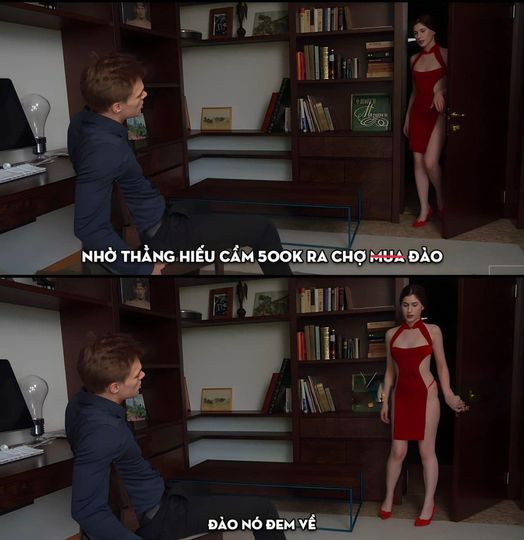 NHỜ THẰNG HIẾU CẦM 500K RA CHỢ MUA ĐÀO
ĐÀO NÓ ĐEM VỀ